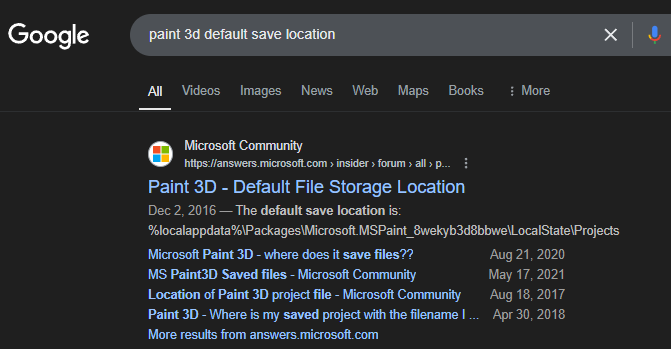 Google
paint 3d default save location
All Videos Images News Web Maps Books More
Microsoft Community
https://answers.microsoft.com › insider › forum › all › p...
Paint 3D - Default File Storage Location
Dec 2, 2016 — The default save location is:
%localappdata%\Packages\Microsoft.MSPaint_8wekyb3d8bbwe\LocalState\Projects
Microsoft Paint 3D - where does it save files?? Aug 21, 2020
MS Paint3D Saved files - Microsoft Community May 17, 2021
Location of Paint 3D project file - Microsoft Community Aug 18, 2017
Paint 3D - Where is my saved project with the filename I ... Apr 30, 2018
More results from answers.microsoft.com